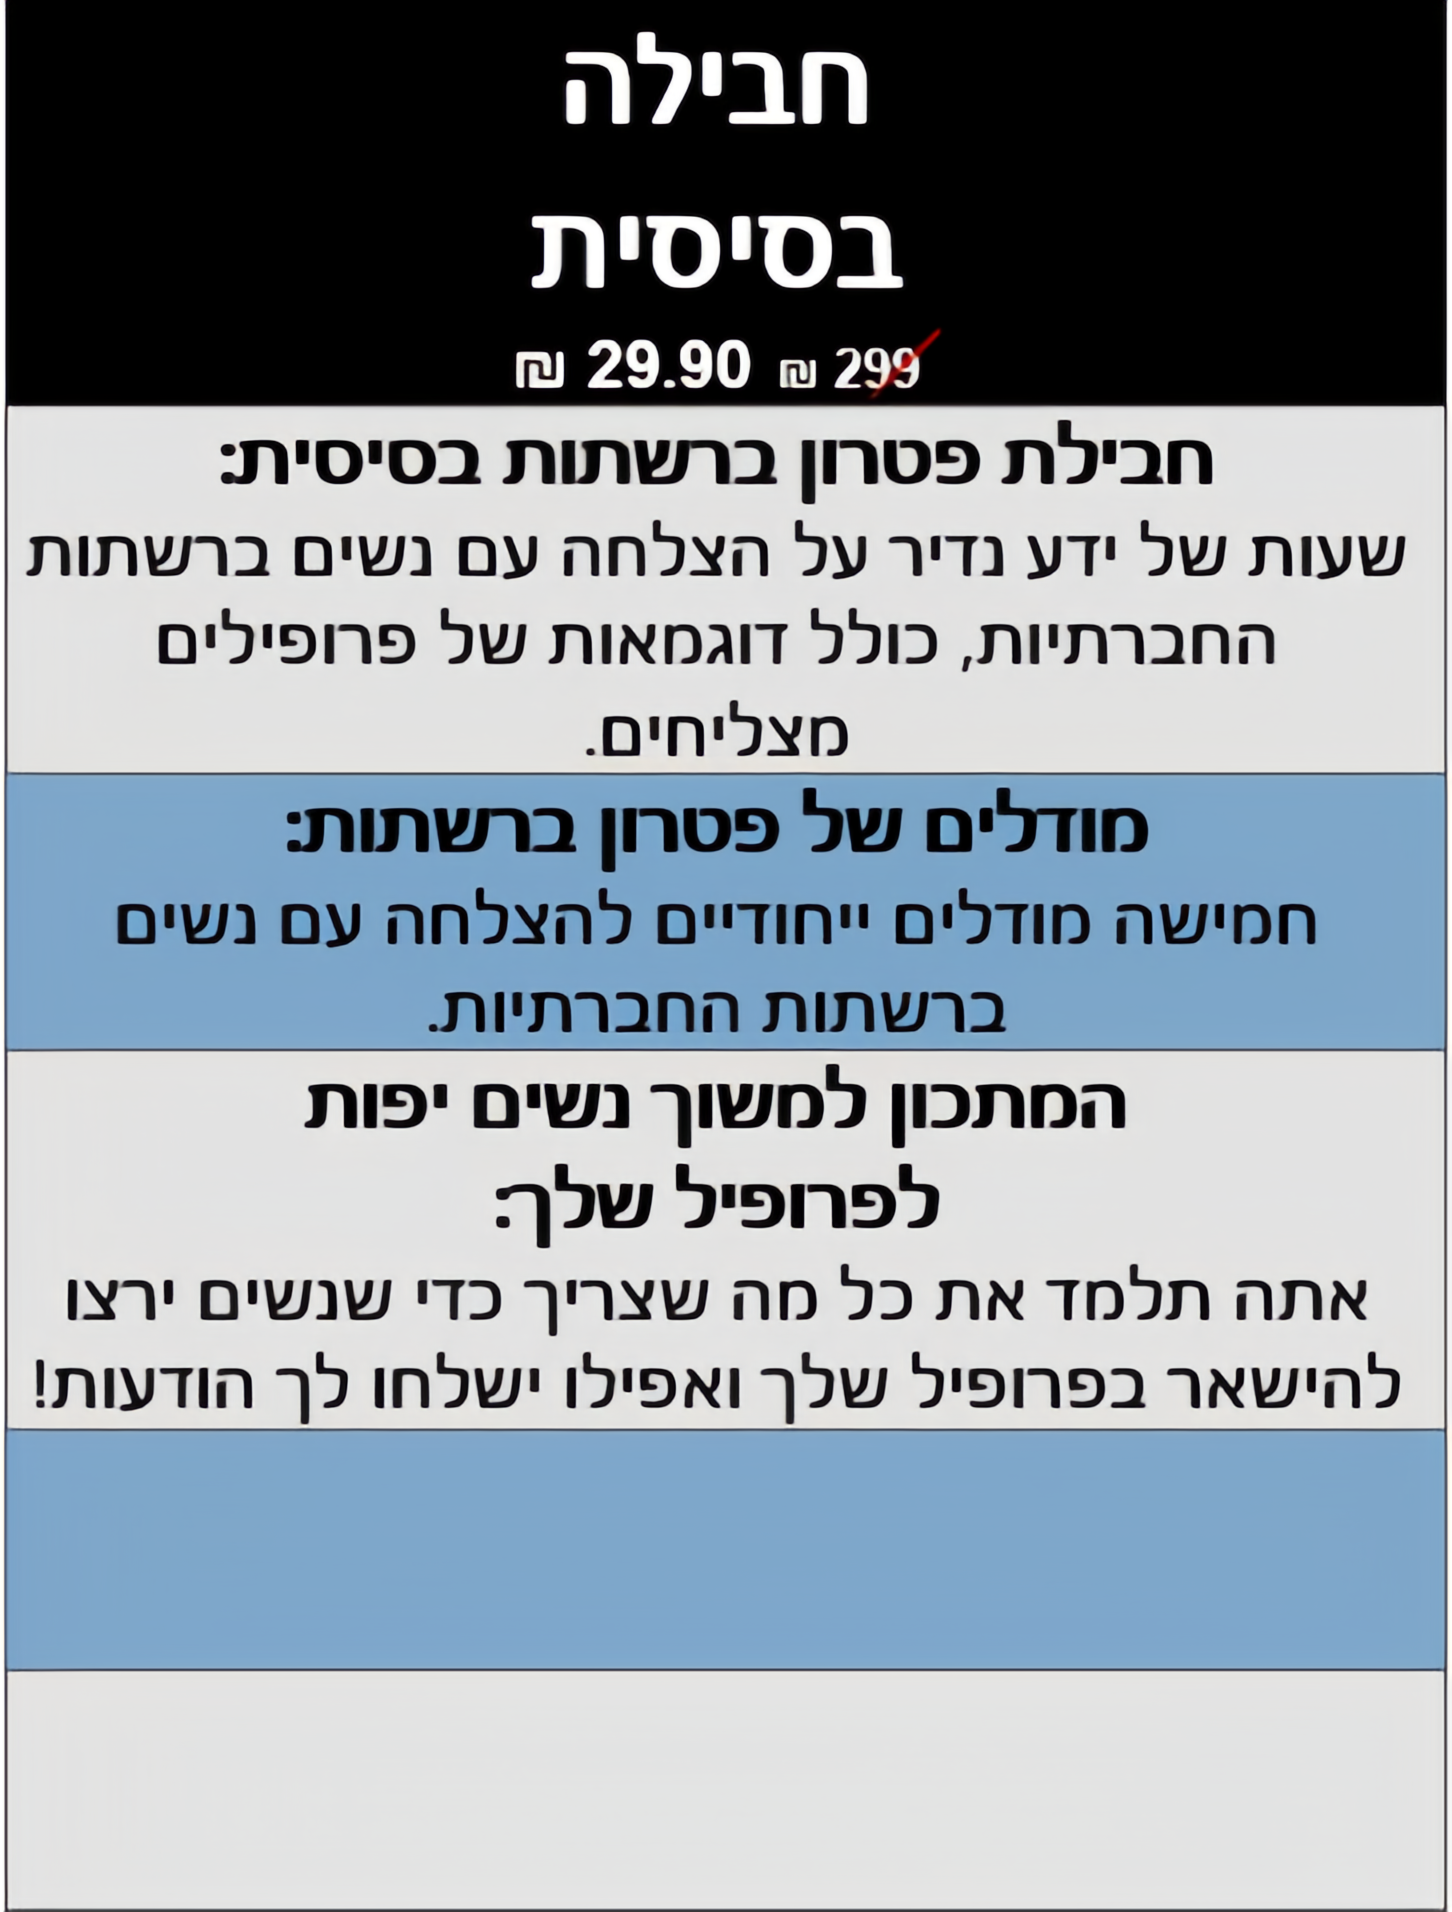 חבילה
בסיסית
299 ₪ 29.90 ₪
חבילת פטרון ברשתות בסיסית:
שעות של ידע נדיר על הצלחה עם נשים ברשתות
החברתיות, כולל דוגמאות של פרופילים
מצליחים.
מודלים של פטרון ברשתות:
חמישה מודלים ייחודיים להצלחה עם נשים
ברשתות החברתיות.
המתכון למשוך נשים יפות
לפרופיל שלך:
אתה תלמד את כל מה שצריך כדי שנשים ירצו
להישאר בפרופיל שלך ואפילו ישלחו לך הודעות!